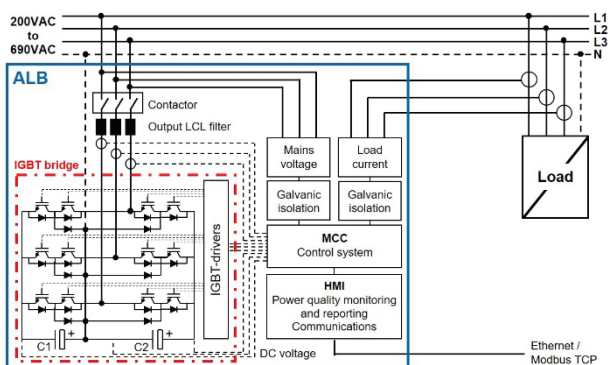 200VAC
to
690VAC
L1
L2
L3
N
ALB
Contactor
Output LCL filter
IGBT bridge
Mains
voltage
Load
current
Galvanic
isolation
Galvanic
isolation
Load
IGBT-drivers
MCC
Control system
HMI
Power quality monitoring
and reporting
Communications
C1
+
C2
+
DC voltage
Ethernet /
Modbus TCP